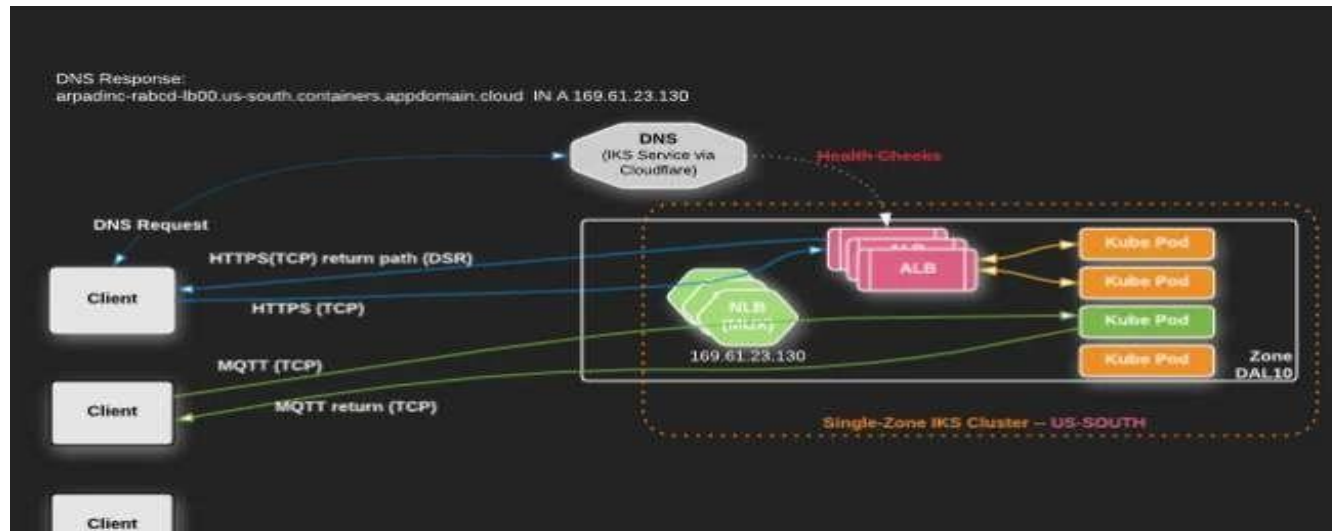 DNS Response:
arpadinc-rabcd-lb00.us-south.containers.appdomain.cloud IN A 169.61.23.130
DNS
(IKS Service via
Cloudflare)
Health Checks
DNS Request
HTTPS(TCP) return path (DSR)
Client
HTTPS (TCP)
ALB
ALB
Kube Pod
Kube Pod
NLB
(MUX)
169.61.23.130
Kube Pod
Kube Pod
Zone
DAL10
MQTT (TCP)
Client
MQTT return (TCP)
Single-Zone IKS Cluster – US-SOUTH
Client